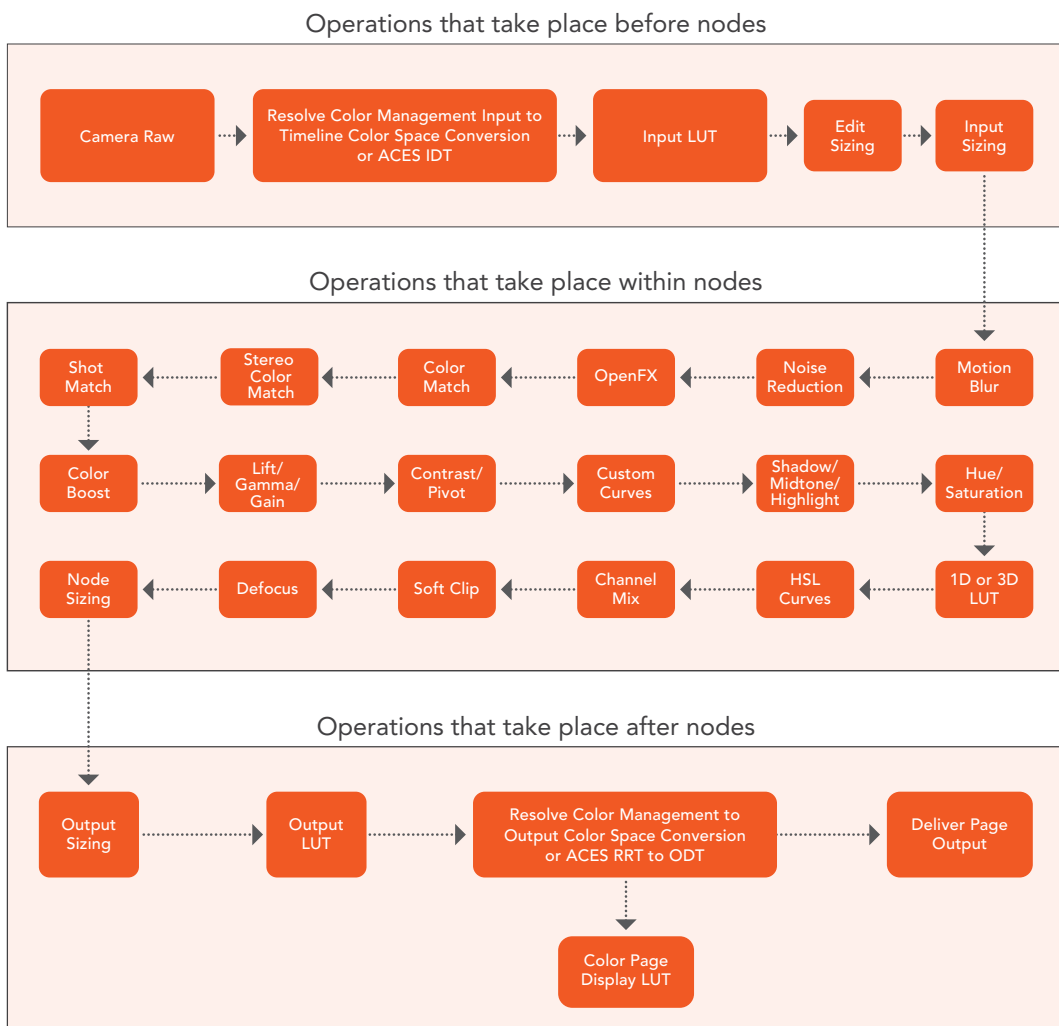 Operations that take place before nodes
Camera Raw
Resolve Color Management Input to
Timeline Color Space Conversion
or ACES IDT
Input LUT
Edit
Sizing
Input
Sizing
Operations that take place within nodes
Shot
Match
Stereo
Color
Match
Color
Match
OpenFX
Noise
Reduction
Motion
Blur
Color
Boost
Lift/
Gamma/
Gain
Contrast/
Pivot
Custom
Curves
Shadow/
Midtone/
Highlight
Hue/
Saturation
Node
Sizing
Defocus
Soft Clip
Channel
Mix
HSL
Curves
1D or 3D
LUT
Operations that take place after nodes
Output
Sizing
Output
LUT
Resolve Color Management to
Output Color Space Conversion
or ACES RRT to ODT
Deliver Page
Output
Color Page
Display LUT